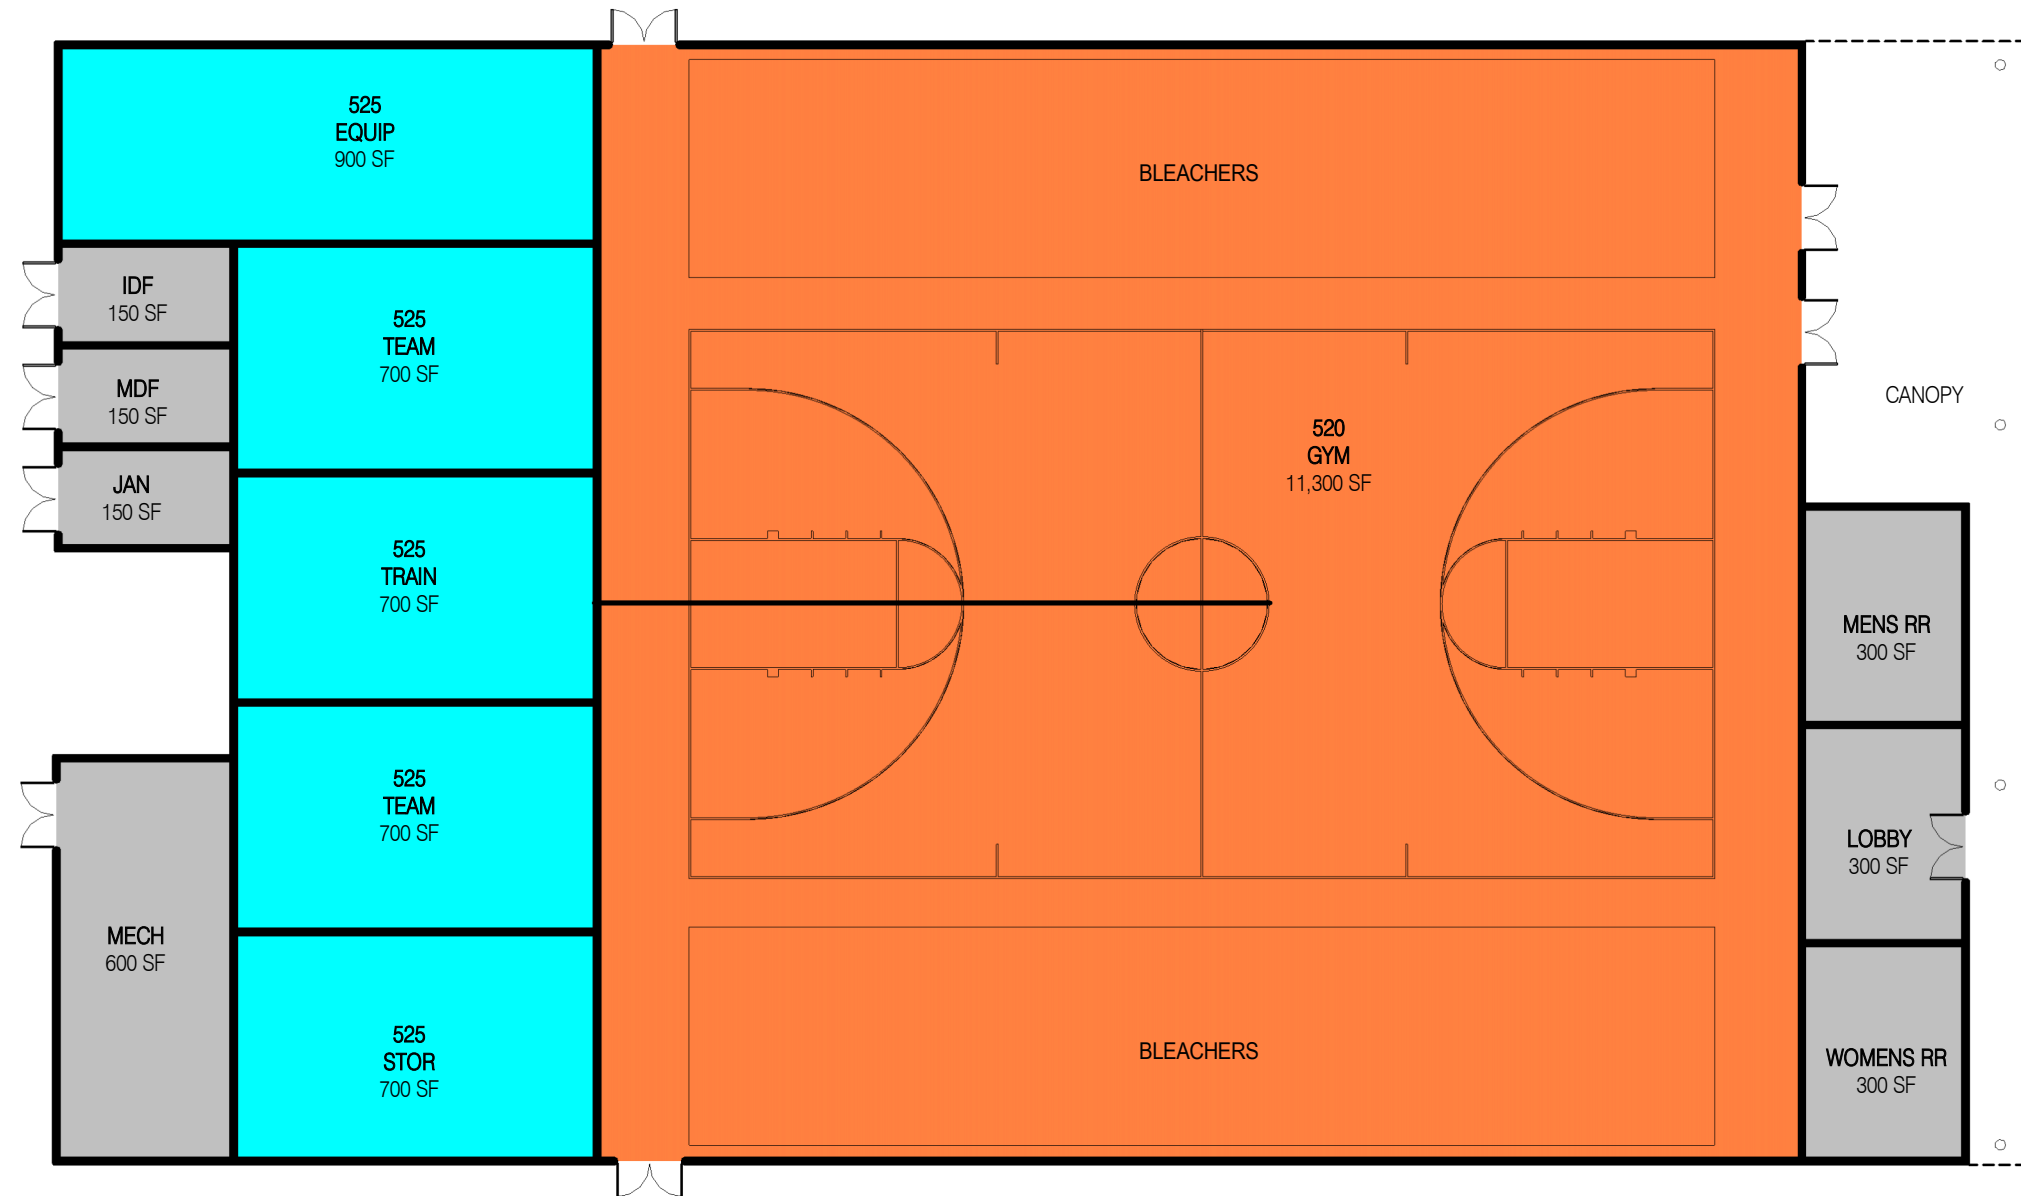 525
EQUIP
900 SF
BLEACHERS
IDF
150 SF
525
TEAM
700 SF
MDF
150 SF
CANOPY
520
GYM
11,300 SF
JAN
150 SF
525
TRAIN
700 SF
MENS RR
300 SF
525
TEAM
700 SF
LOBBY
300 SF
MECH
600 SF
525
STOR
700 SF
BLEACHERS
WOMENS RR
300 SF